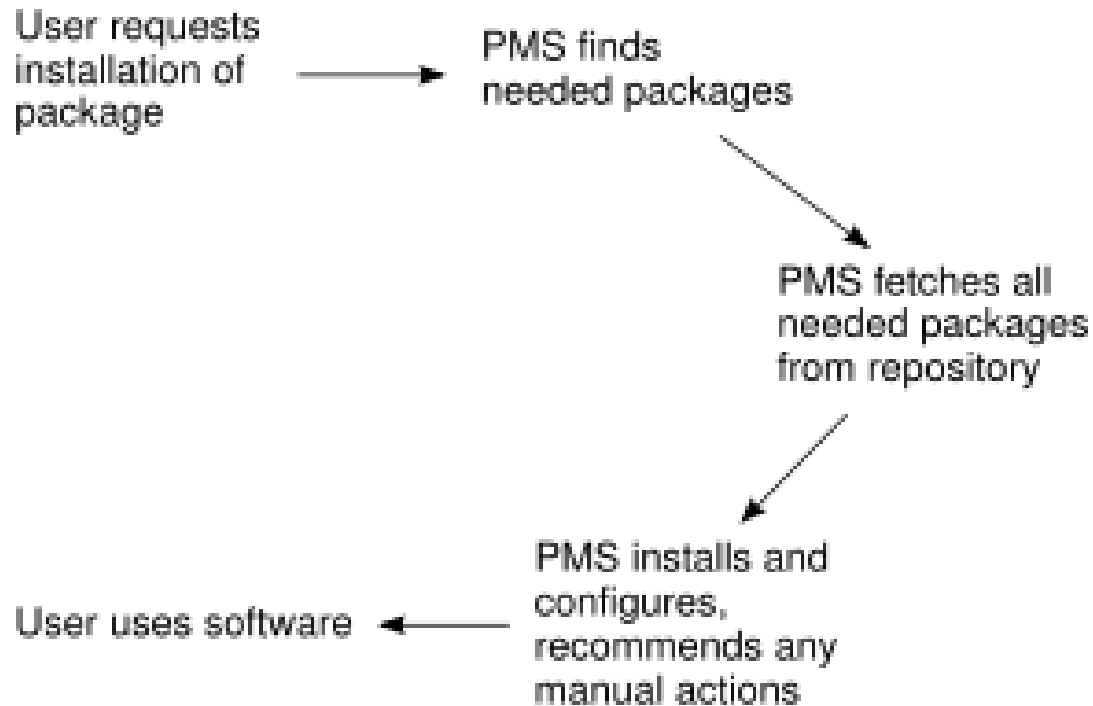 User requests
installation of
package
PMS finds
needed packages
PMS fetches all
needed packages
from repository
PMS installs and
configures,
recommends any
manual actions
User uses software